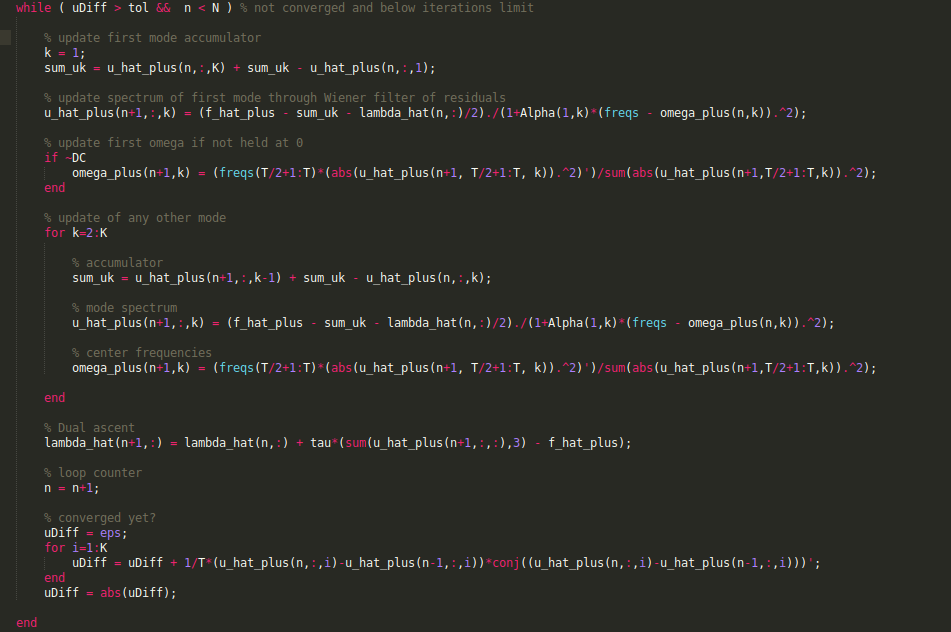 while ( uDiff > tol &&  n < N ) % not converged and below iterations limit
% update first mode accumulator
k = 1;
sum_uk = u_hat_plus(n,:,K) + sum_uk - u_hat_plus(n,:,1);
% update spectrum of first mode through Wiener filter of residuals
u_hat_plus(n+1,:,k) = (f_hat_plus - sum_uk - lambda_hat(n,:)/2)./(1+Alpha(1,k)*(freqs - omega_plus(n,k)).^2);
% update first omega if not held at 0
if ~DC
omega_plus(n+1,k) = (freqs(T/2+1:T)*(abs(u_hat_plus(n+1, T/2+1:T, k)).^2)')/sum(abs(u_hat_plus(n+1,T/2+1:T,k)).^2);
end
% update of any other mode
for k=2:K
% accumulator
sum_uk = u_hat_plus(n+1,:,k-1) + sum_uk - u_hat_plus(n,:,k);
% mode spectrum
u_hat_plus(n+1,:,k) = (f_hat_plus - sum_uk - lambda_hat(n,:)/2)./(1+Alpha(1,k)*(freqs - omega_plus(n,k)).^2);
% center frequencies
omega_plus(n+1,k) = (freqs(T/2+1:T)*(abs(u_hat_plus(n+1, T/2+1:T, k)).^2)')/sum(abs(u_hat_plus(n+1,T/2+1:T,k)).^2);
end
% Dual ascent
lambda_hat(n+1,:) = lambda_hat(n,:) + tau*(sum(u_hat_plus(n+1,:,:),3) - f_hat_plus);
% loop counter
n = n+1;
% converged yet?
uDiff = eps;
for i=1:K
uDiff = uDiff + 1/T*(u_hat_plus(n,:,i)-u_hat_plus(n-1,:,i))*conj((u_hat_plus(n,:,i)-u_hat_plus(n-1,:,i)))';
end
uDiff = abs(uDiff);
end